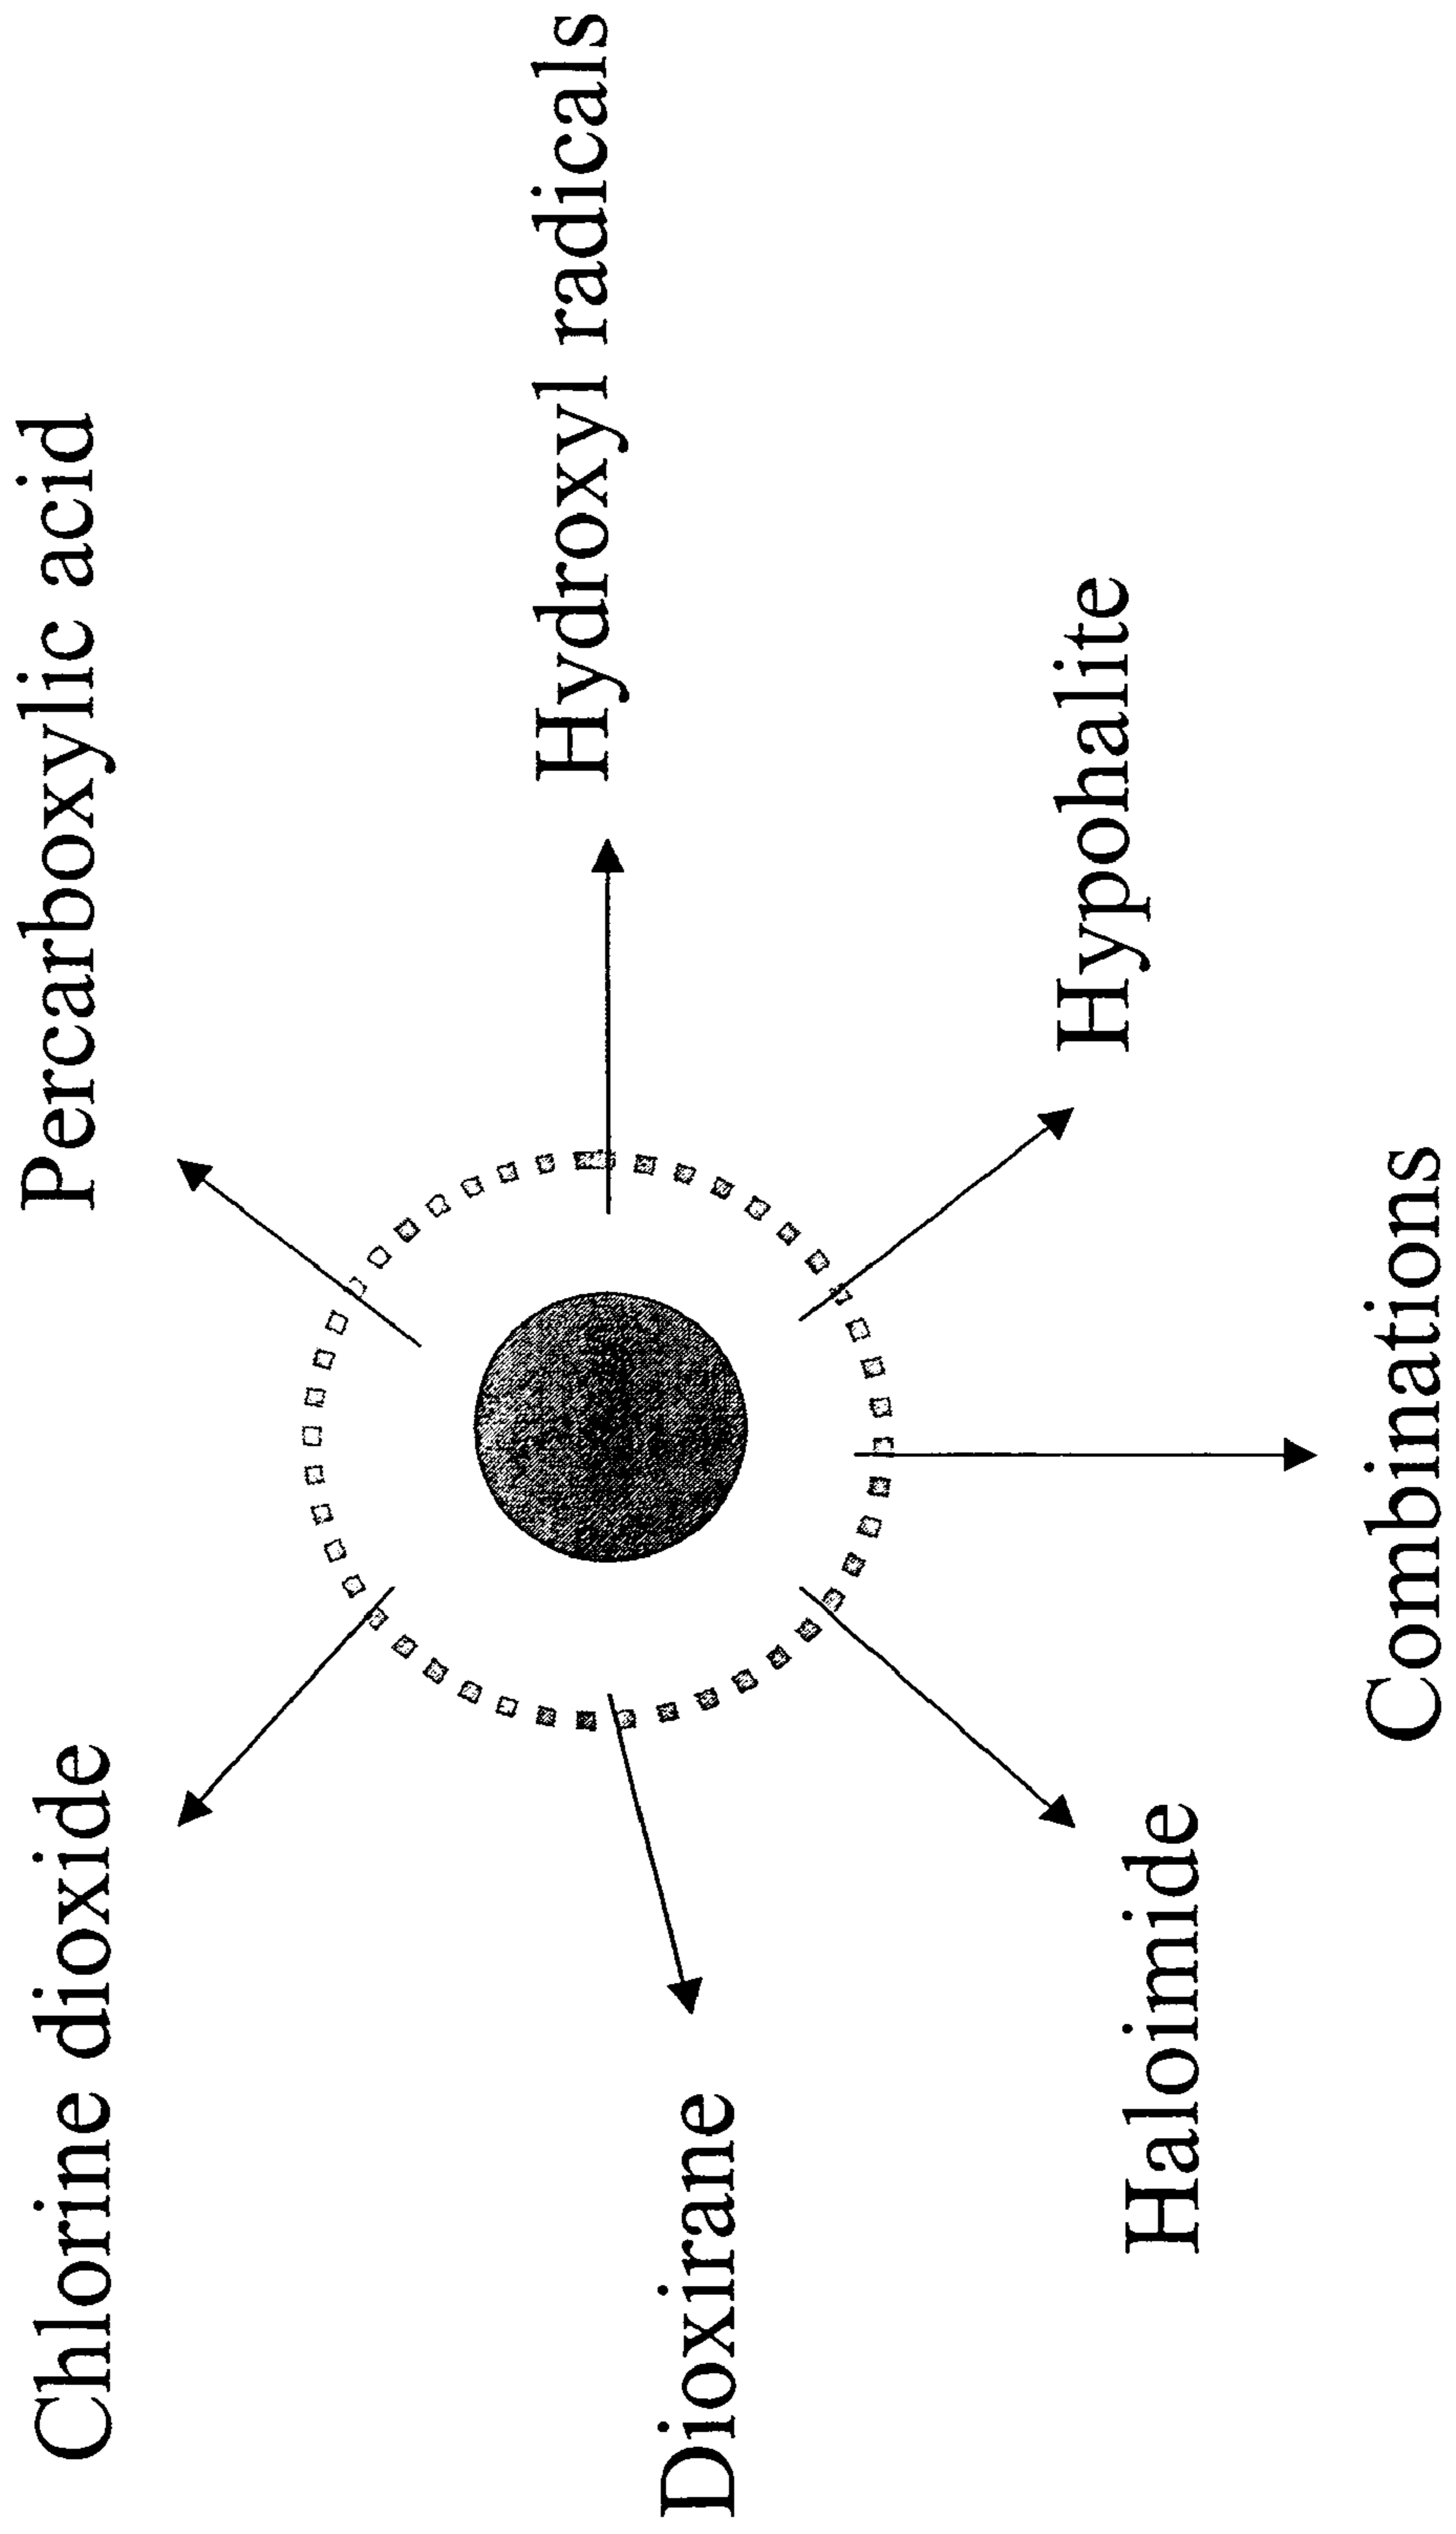 Chlorine dioxide
Percarboxylic acid
Dioxirane
Hydroxyl radicals
Haloimide
Hypohalite
Combinations